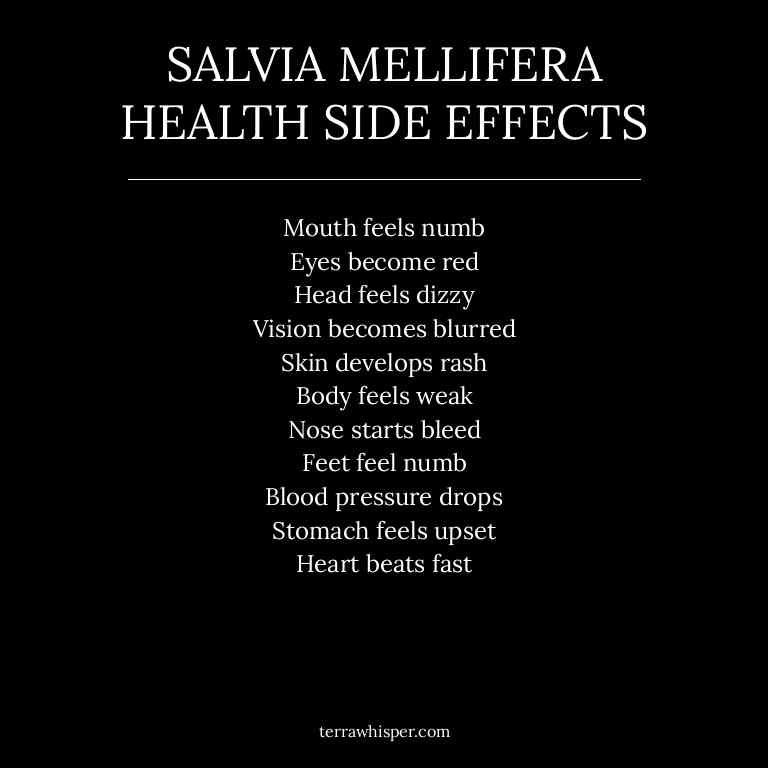 SALVIA MELLIFERA
HEALTH SIDE EFFECTS
Mouth feels numb
Eyes become red
Head feels dizzy
Vision becomes blurred
Skin develops rash
Body feels weak
Nose starts bleed
Feet feel numb
Blood pressure drops
Stomach feels upset
Heart beats fast
terrawhisper.com